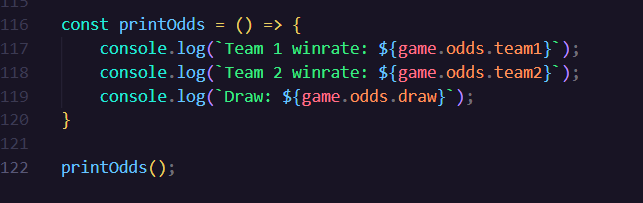 115
116 const printOdds = () => {
117     console.log(`Team 1 winrate: ${game.odds.team1}`);
118     console.log(`Team 2 winrate: ${game.odds.team2}`);
119     console.log(`Draw: ${game.odds.draw}`);
120 }
121
122 printOdds();